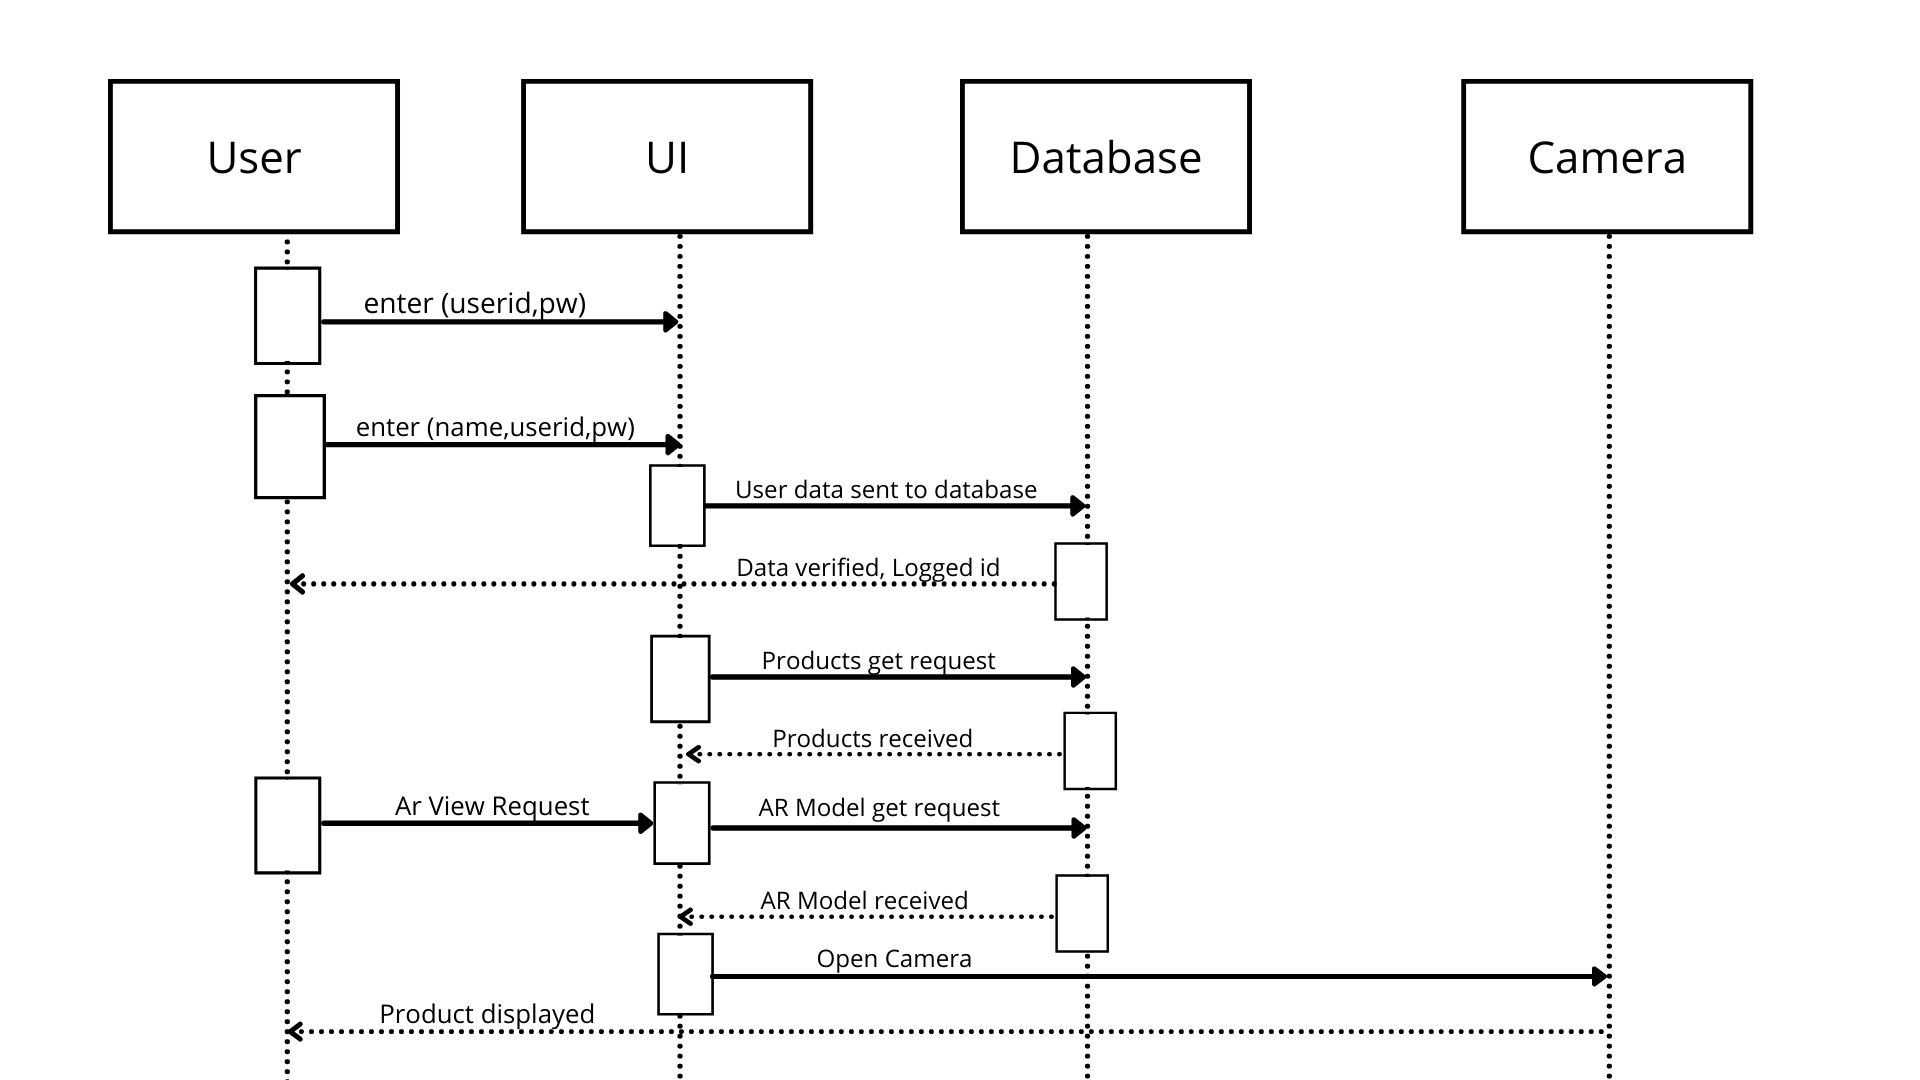 User
UI
Database
Camera
enter (userid,pw)
enter (name,userid,pw)
User data sent to database
Data verified, Logged id
Products get request
Products received
Ar View Request
AR Model get request
AR Model received
Open Camera
Product displayed